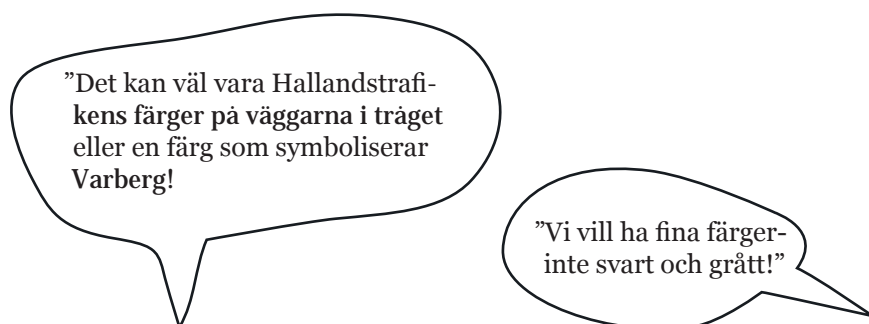 ”Det kan väl vara Hallandstrafi-
kens färger på väggarna i tråget
eller en färg som symboliserar
Varberg!
”Vi vill ha fina färger-
inte svart och grått!”